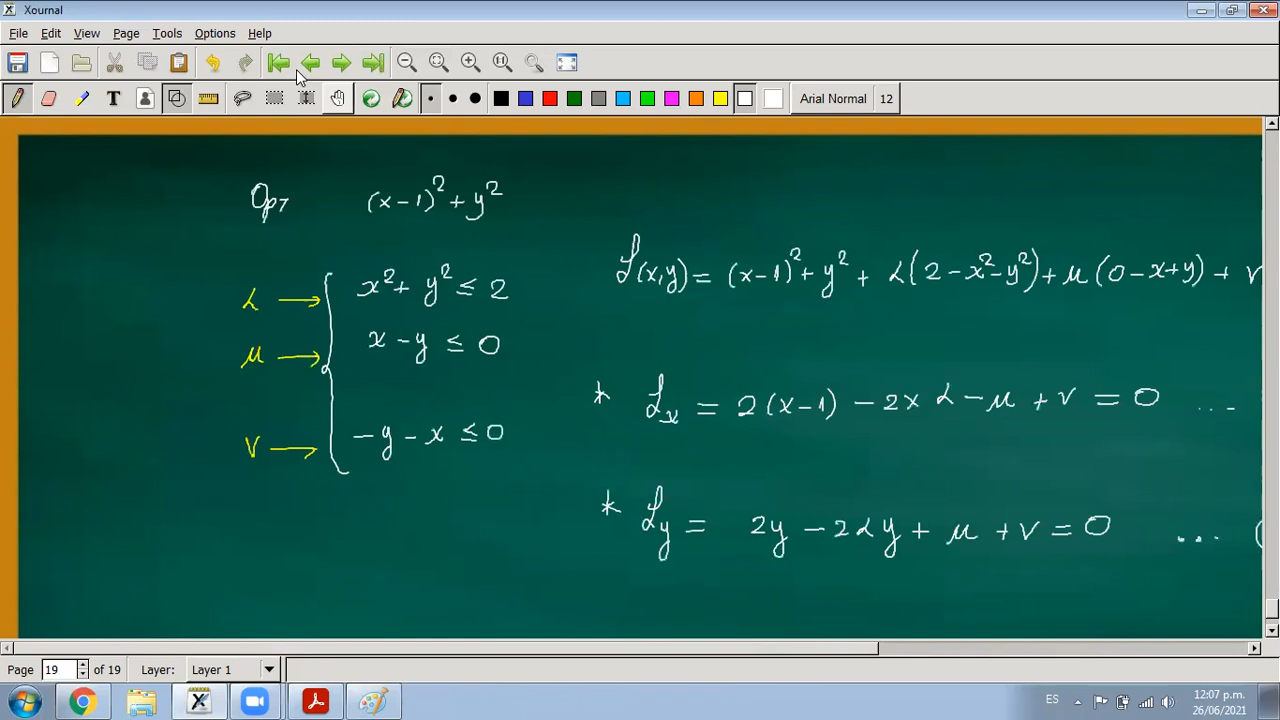 Xournal
File Edit View Page Tools Options Help
Arial Normal 12
Opt (x-1)²+y²
λ → x²+ y² ≤ 2
μ → x - y ≤ 0
ν → -y - x ≤ 0
ℒ(x,y) = (x-1)²+ y² + λ(2-x²-y²)+ μ(0-x+y) + ν
* ℒx = 2(x-1) - 2xλ - μ + ν = 0 ...
* ℒy = 2y - 2λy + μ + ν = 0 ... (
Page 19 of 19 Layer: Layer 1
ES 12:07 p.m.
26/06/2021